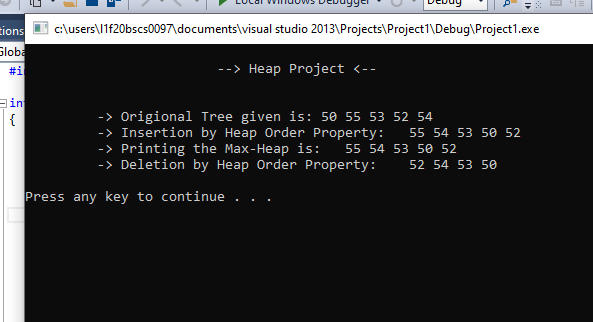 Local Windows Debugger
Debug
tions
c:\users\l1f20bscs0097\documents\visual studio 2013\Projects\Project1\Debug\Project1.exe
Globa
#in
--> Heap Project <--
int
{
-> Origional Tree given is: 50 55 53 52 54
-> Insertion by Heap Order Property: 55 54 53 50 52
-> Printing the Max-Heap is: 55 54 53 50 52
-> Deletion by Heap Order Property: 52 54 53 50
Press any key to continue . . .